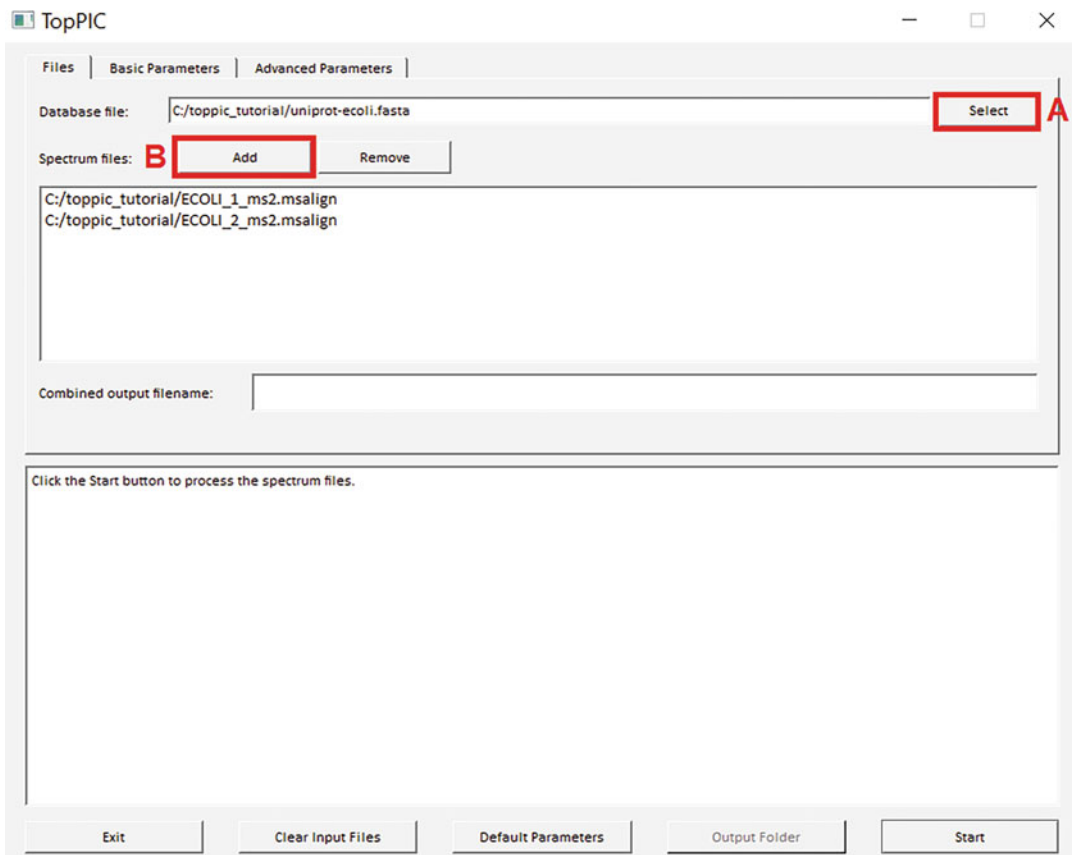 TopPIC
Files Basic Parameters Advanced Parameters
Database file: C:/toppic_tutorial/uniprot-ecoli.fasta Select A
Spectrum files: B Add Remove
C:/toppic_tutorial/ECOLI_1_ms2.msalign
C:/toppic_tutorial/ECOLI_2_ms2.msalign
Combined output filename:
Click the Start button to process the spectrum files.
Exit Clear Input Files Default Parameters Output Folder Start